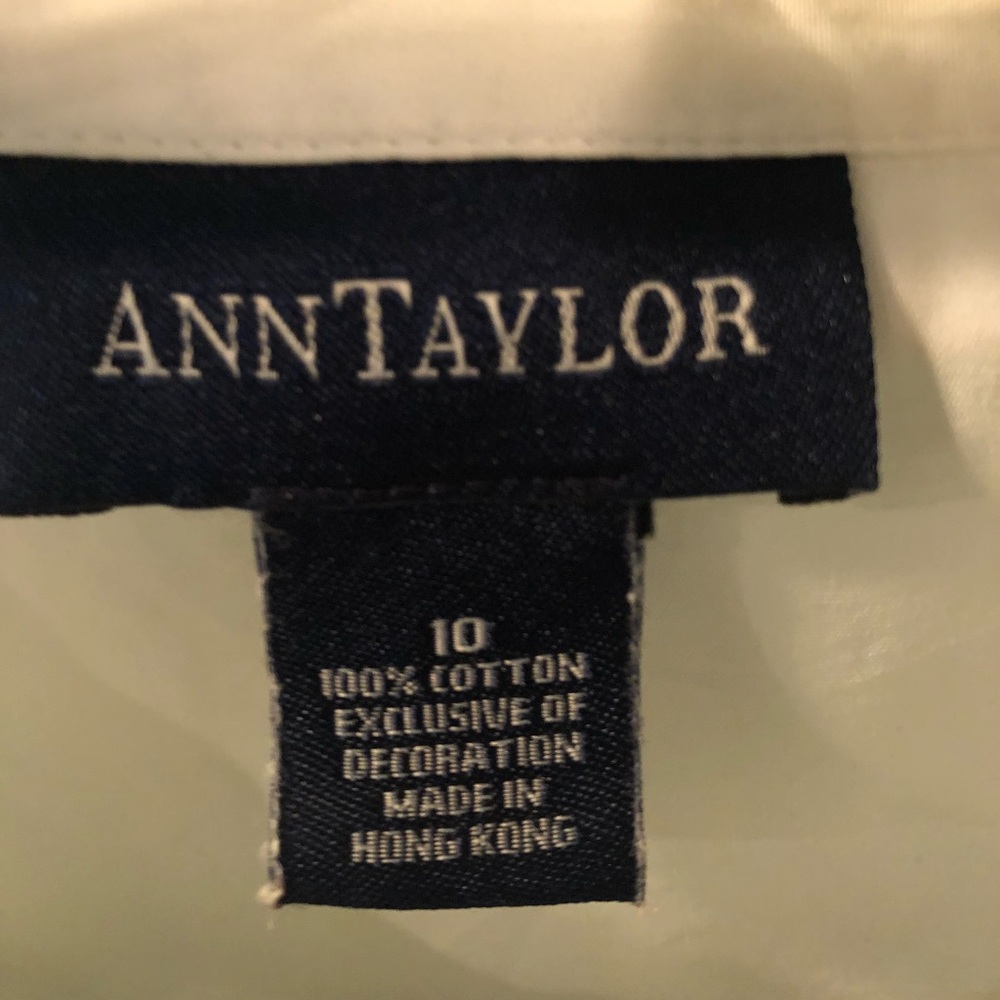 ANNTAYLOR
10
100% COTTON
EXCLUSIVE OF
DECORATION
MADE IN
HONG KONG